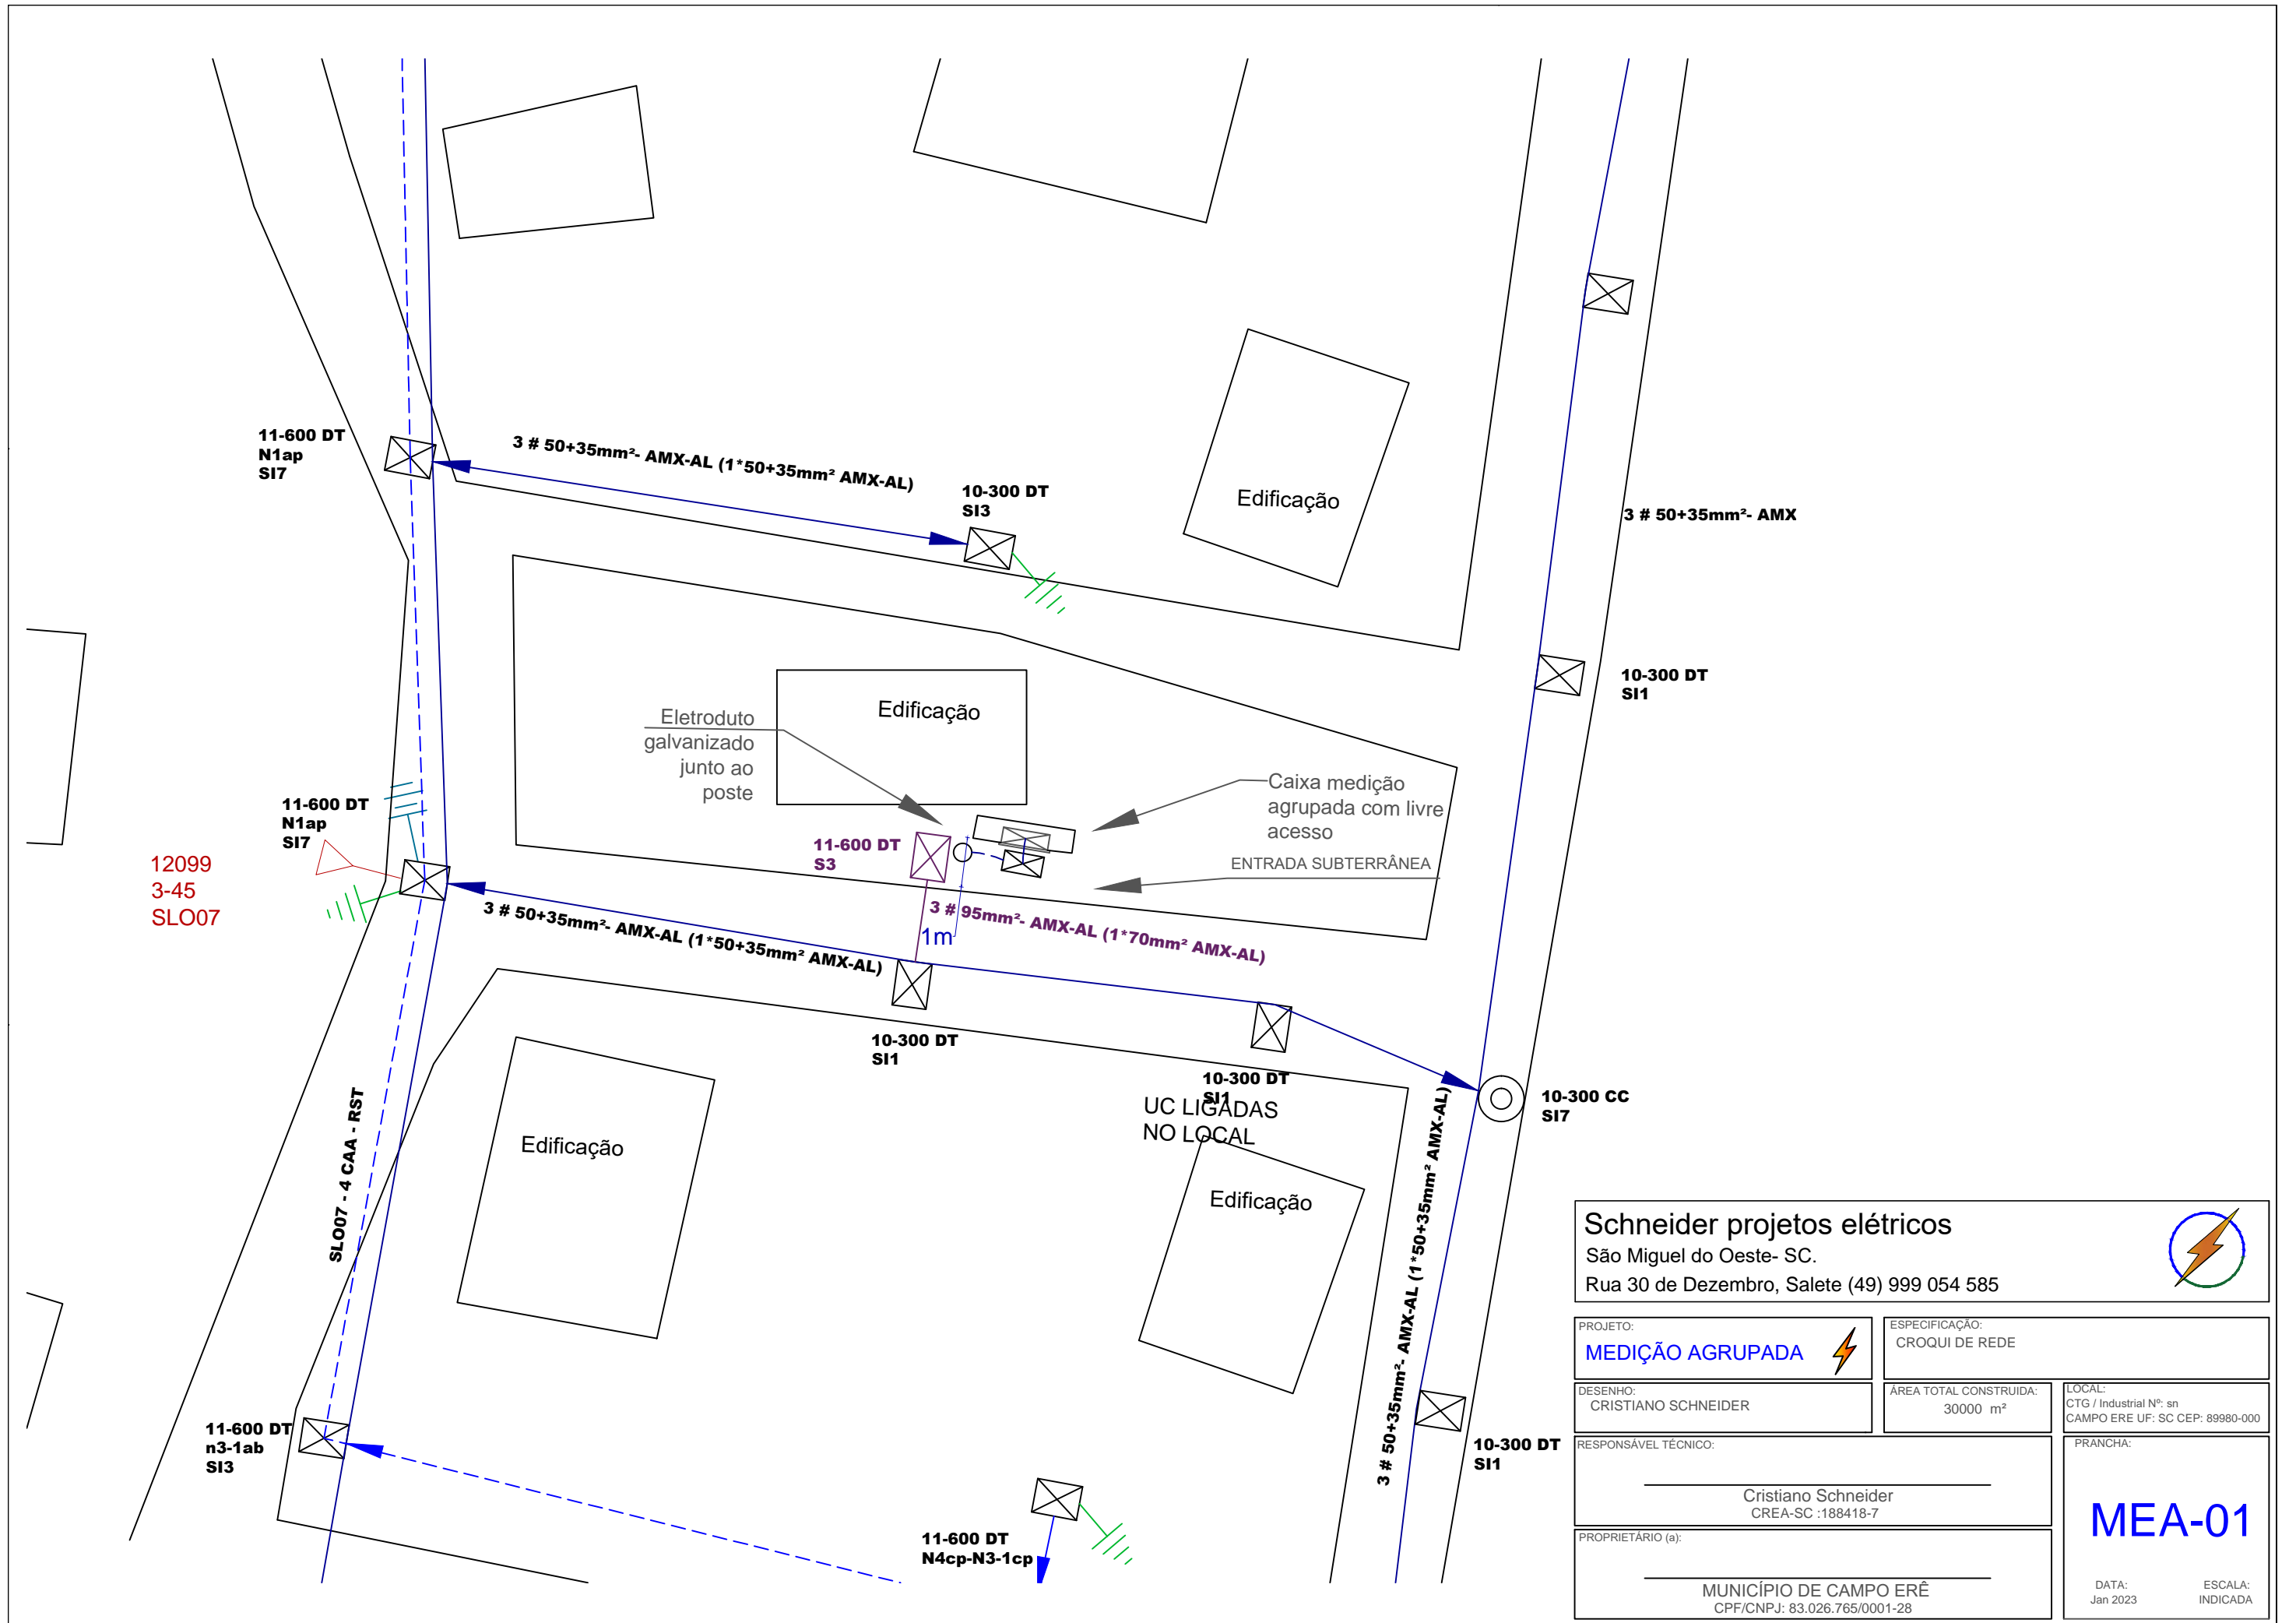 11-600 DT
N1ap
SI7
3 # 50+35mm²- AMX-AL (1*50+35mm² AMX-AL)
10-300 DT
SI3
Edificação
3 # 50+35mm²- AMX
10-300 DT
SI1
Edificação
Eletroduto
galvanizado
junto ao
poste
Caixa medição
agrupada com livre
acesso
ENTRADA SUBTERRÂNEA
11-600 DT
N1ap
SI7
12099
3-45
SLO07
11-600 DT
S3
3 # 50+35mm²- AMX-AL (1*50+35mm² AMX-AL)
3 # 95mm²- AMX-AL (1*70mm² AMX-AL)
1m
10-300 DT
SI1
10-300 DT
SI1
UC LIGADAS
NO LOCAL
10-300 CC
SI7
SLO07 - 4 CAA - RST
Edificação
Edificação
3 # 50+35mm²- AMX-AL (1*50+35mm² AMX-AL)
11-600 DT
n3-1ab
SI3
10-300 DT
SI1
11-600 DT
N4cp-N3-1cp
Schneider projetos elétricos
São Miguel do Oeste- SC.
Rua 30 de Dezembro, Salete (49) 999 054 585
PROJETO:
MEDIÇÃO AGRUPADA
ESPECIFICAÇÃO:
CROQUI DE REDE
DESENHO:
CRISTIANO SCHNEIDER
ÁREA TOTAL CONSTRUIDA:
30000 m²
LOCAL:
CTG / Industrial Nº: sn
CAMPO ERE UF: SC CEP: 89980-000
RESPONSÁVEL TÉCNICO:
Cristiano Schneider
CREA-SC :188418-7
PROPRIETÁRIO (a):
MUNICÍPIO DE CAMPO ERÊ
CPF/CNPJ: 83.026.765/0001-28
PRANCHA:
MEA-01
DATA:
Jan 2023
ESCALA:
INDICADA